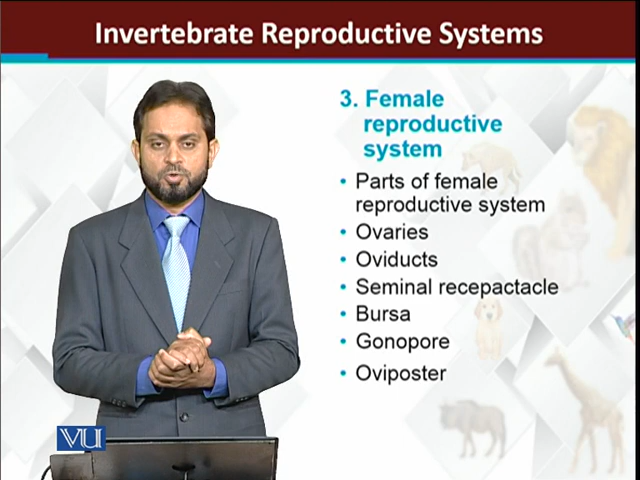 Invertebrate Reproductive Systems
3. Female
reproductive
system
• Parts of female
reproductive system
• Ovaries
• Oviducts
• Seminal recepactacle
• Bursa
• Gonopore
• Oviposter
VU